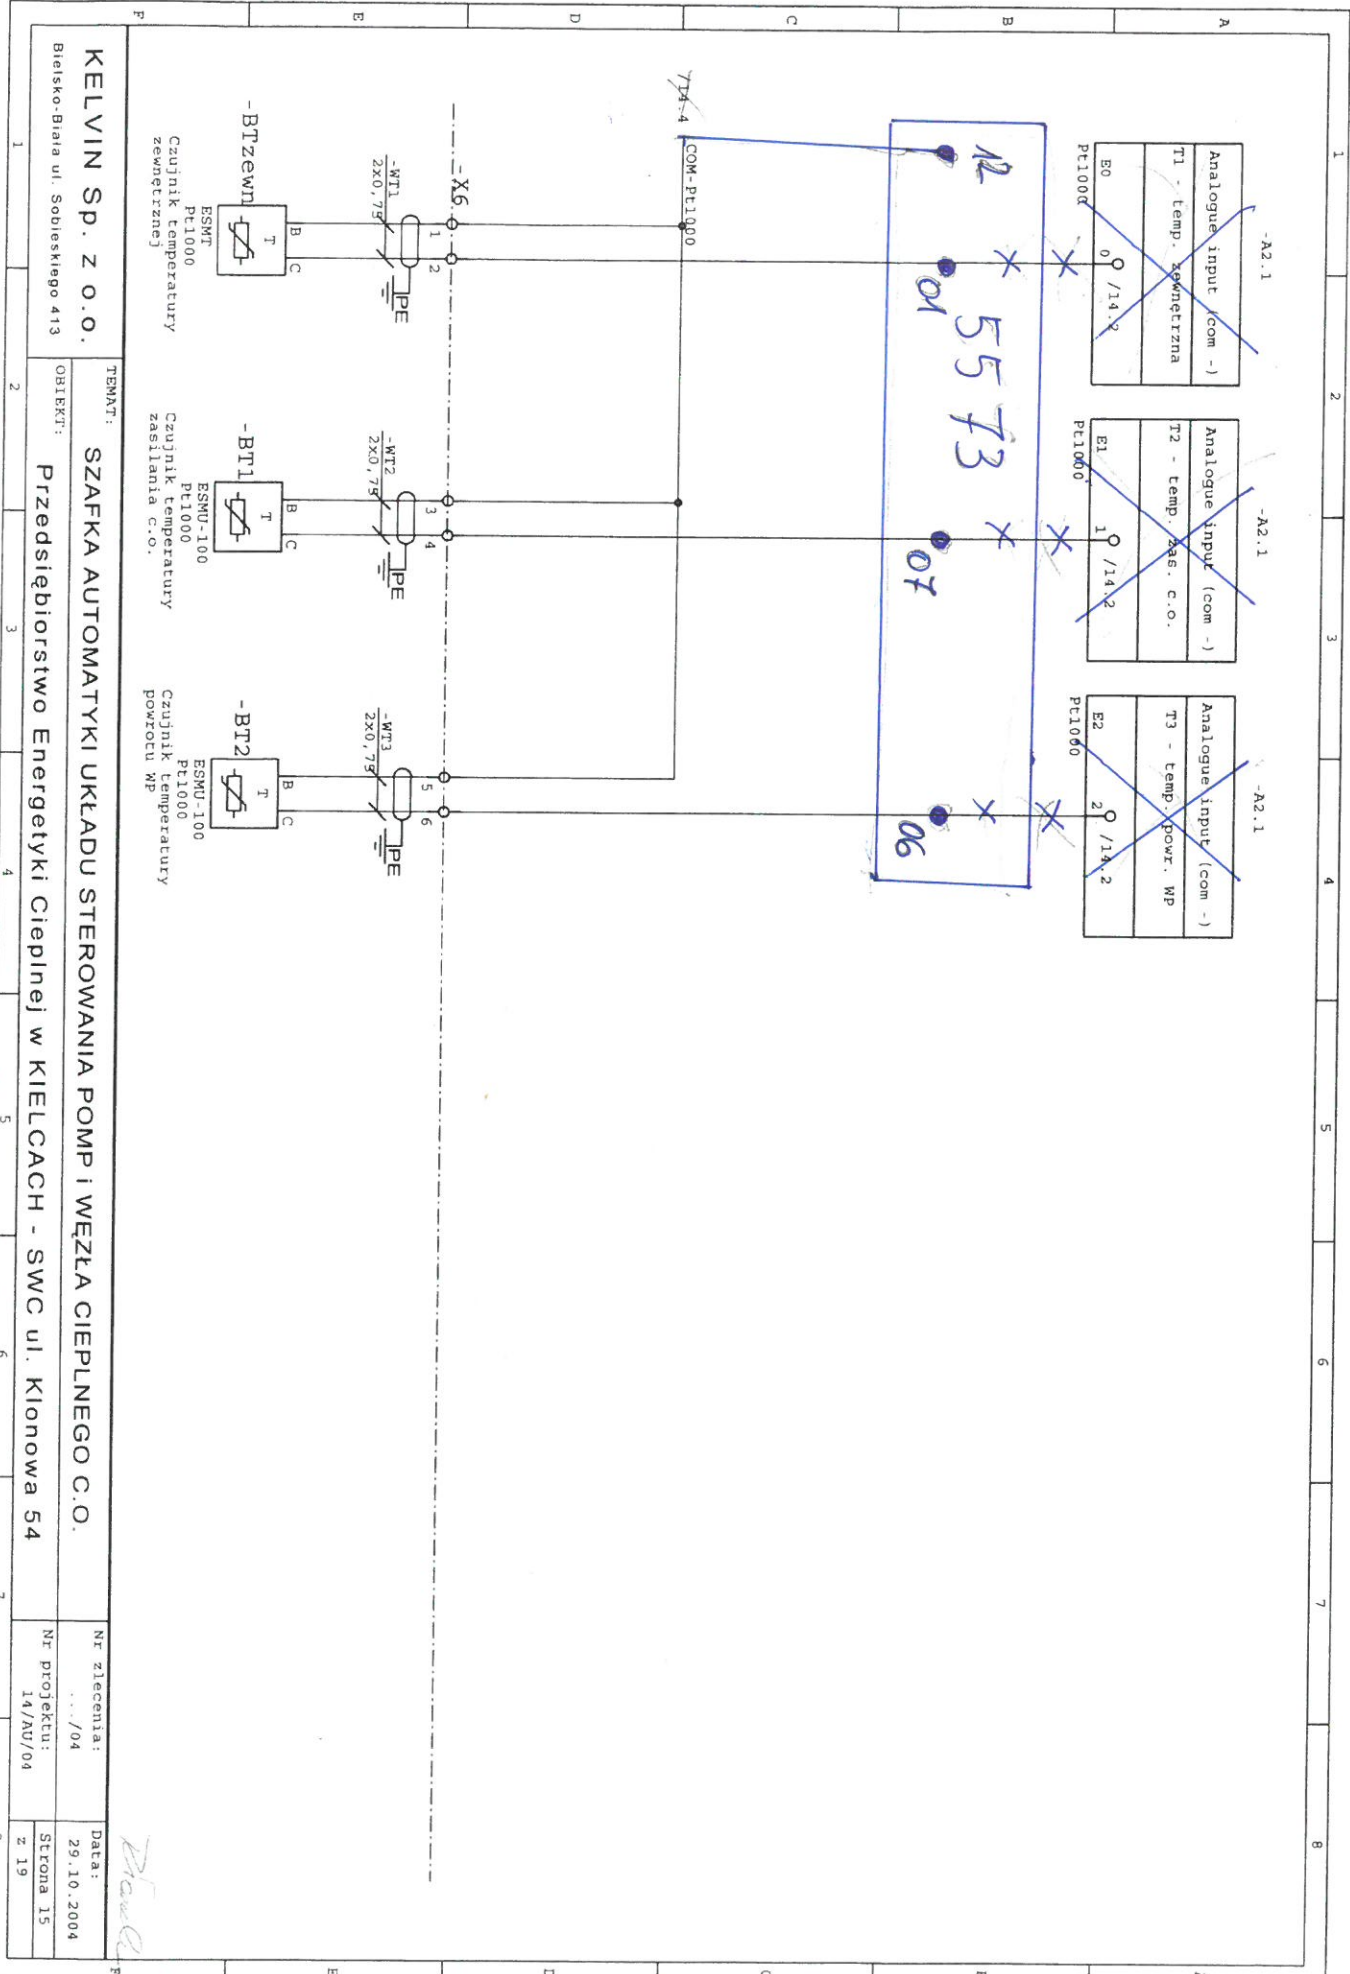 1
2
3
4
5
6
7
8
A
B
C
D
E
F
-A2.1
Analogue input (com -)
T1 - temp. zewnętrzna
E0
0
/14.2
Pt1000
-A2.1
Analogue input (com -)
T2 - temp. zas. c.o.
E1
1
/14.2
Pt1000
-A2.1
Analogue input (com -)
T3 - temp. powr. WP
E2
2
/14.2
Pt1000
12
01
5573
07
06
/14.4
COM-Pt1000
-X6
1
2
3
4
5
6
-WT1
2x0,75
PE
-WT2
2x0,75
PE
-WT3
2x0,75
PE
B
C
T
-BTzewn
ESMT
Pt1000
Czujnik temperatury
zewnętrznej
B
C
T
-BT1
ESMU-100
Pt1000
Czujnik temperatury
zasilania c.o.
B
C
T
-BT2
ESMU-100
Pt1000
Czujnik temperatury
powrotu WP
KELVIN Sp. z o.o.
Bielsko-Biała ul. Sobieskiego 413
TEMAT:
SZAFKA AUTOMATYKI UKŁADU STEROWANIA POMP i WĘZŁA CIEPLNEGO C.O.
OBIEKT:
Przedsiębiorstwo Energetyki Cieplnej w KIELCACH - SWC ul. Klonowa 54
Nr zlecenia:
.../04
Nr projektu:
14/AU/04
Data:
29.10.2004
Strona 15
z 19
1
2
3
4
5
6
7